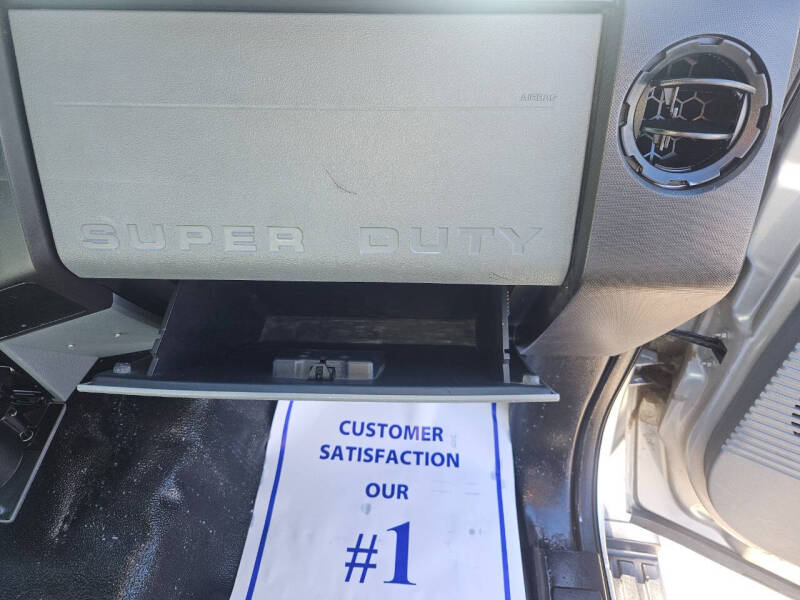 AIRBAG
SUPER DUTY
CUSTOMER
SATISFACTION
OUR
#1